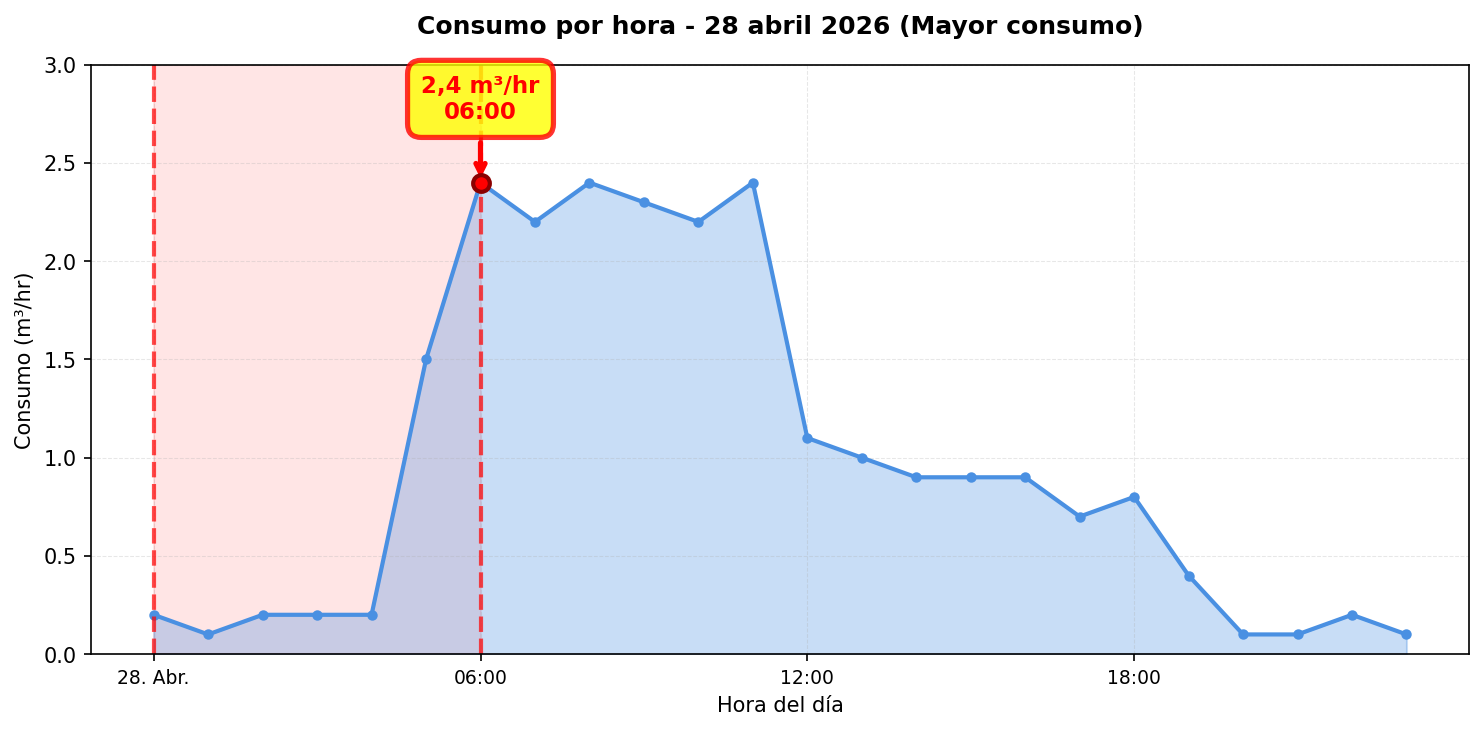 Consumo por hora - 28 abril 2026 (Mayor consumo)
2,4 m³/hr
06:00
Consumo (m³/hr)
3.0
2.5
2.0
1.5
1.0
0.5
0.0
28. Abr.
06:00
12:00
18:00
Hora del día